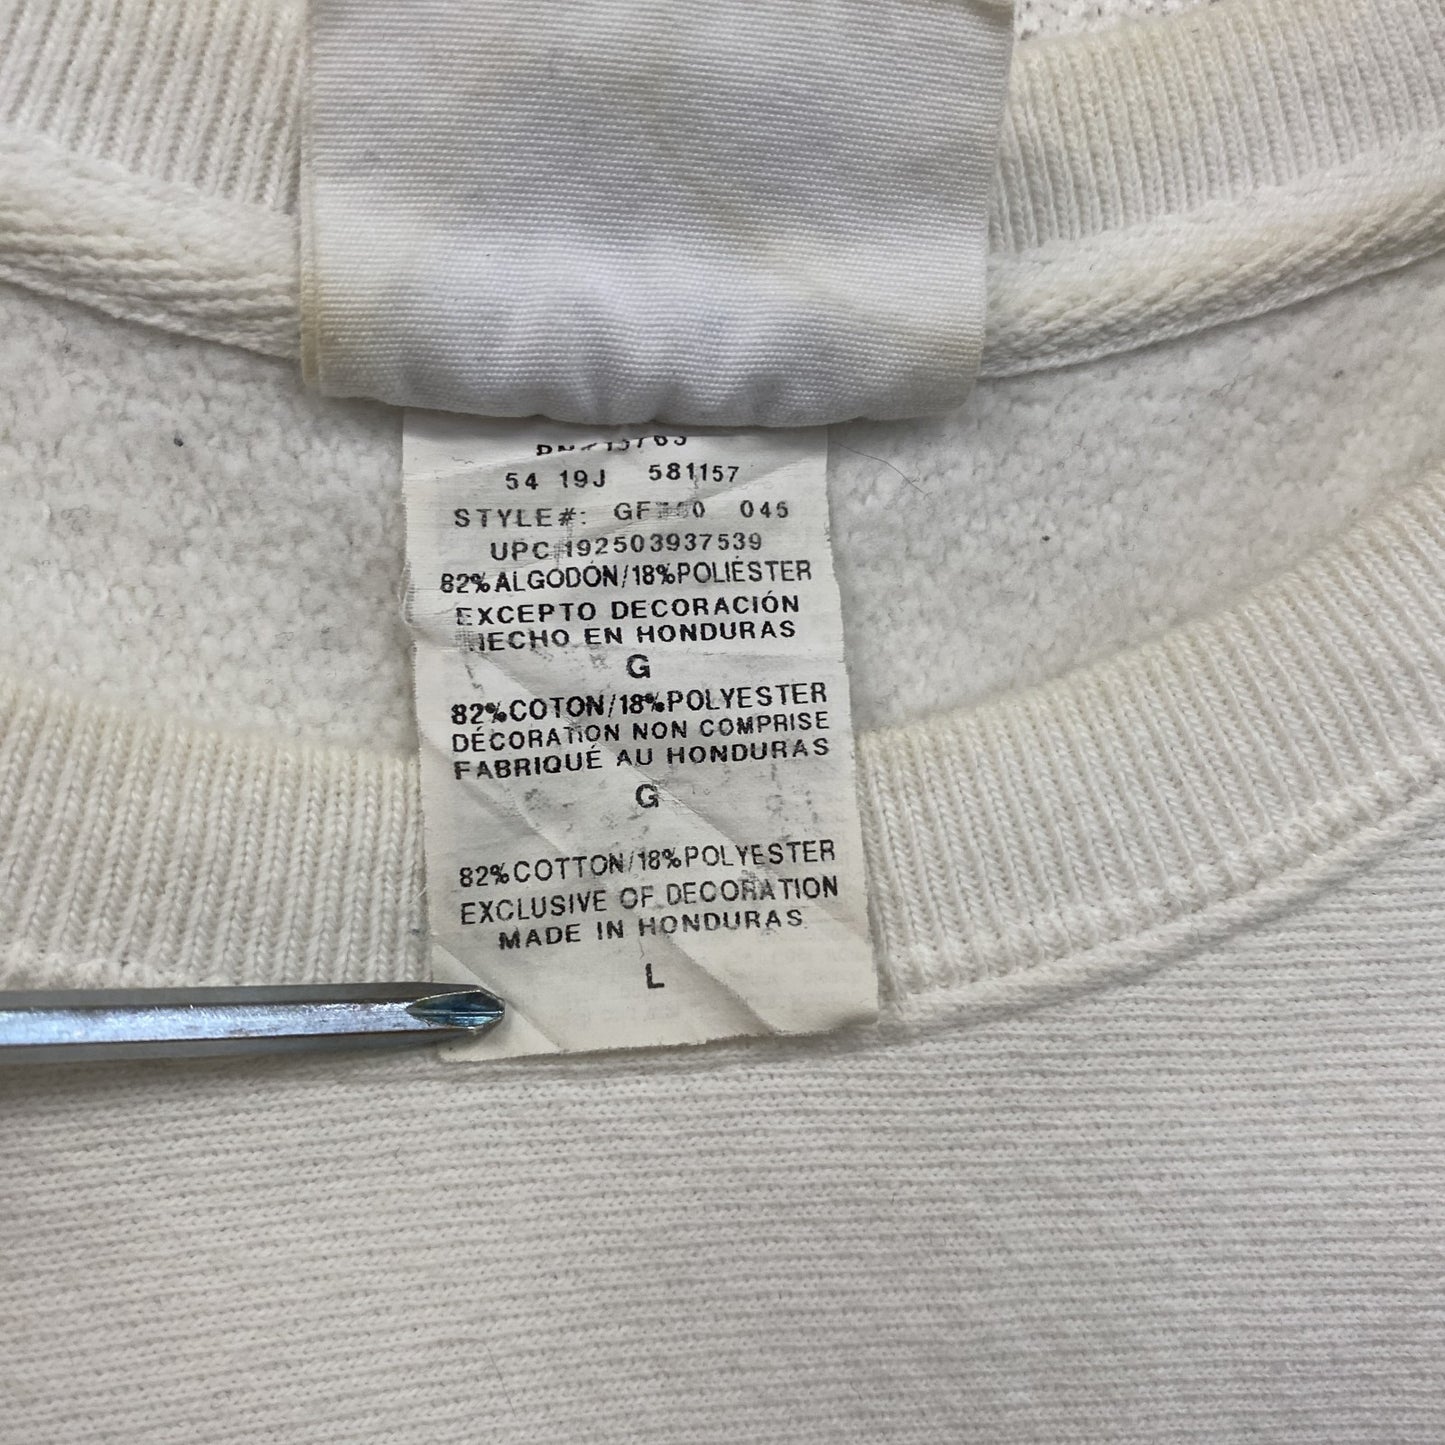 54 19J 581157
STYLE#: 045
UPC 192503937539
82% ALGODÓN/18% POLIÉSTER
EXCEPTO DECORACIÓN
HECHO EN HONDURAS
G
82% COTON/18% POLYESTER
DÉCORATION NON COMPRISE
FABRIQUÉ AU HONDURAS
G
82% COTTON/18% POLYESTER
EXCLUSIVE OF DECORATION
MADE IN HONDURAS
L